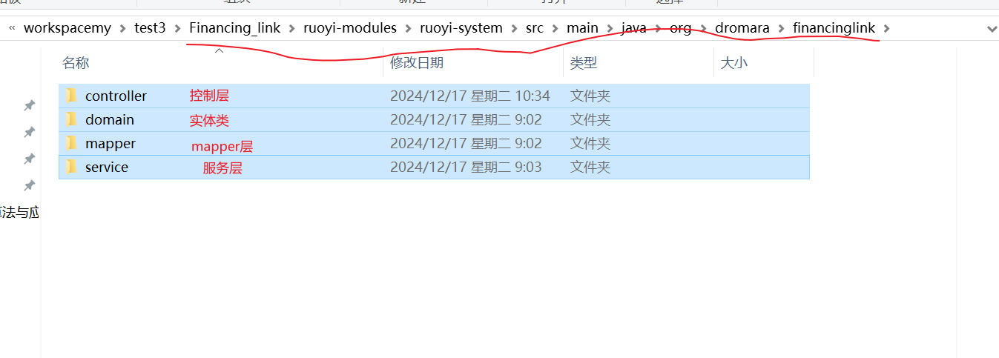 « workspacemy > test3 > Financing_link > ruoyi-modules > ruoyi-system > src > main > java > org > dromara > financinglink >
名称 修改日期 类型 大小
controller 控制层 2024/12/17 星期二 10:34 文件夹
domain 实体类 2024/12/17 星期二 9:02 文件夹
mapper mapper层 2024/12/17 星期二 9:02 文件夹
service 服务层 2024/12/17 星期二 9:03 文件夹
法与应